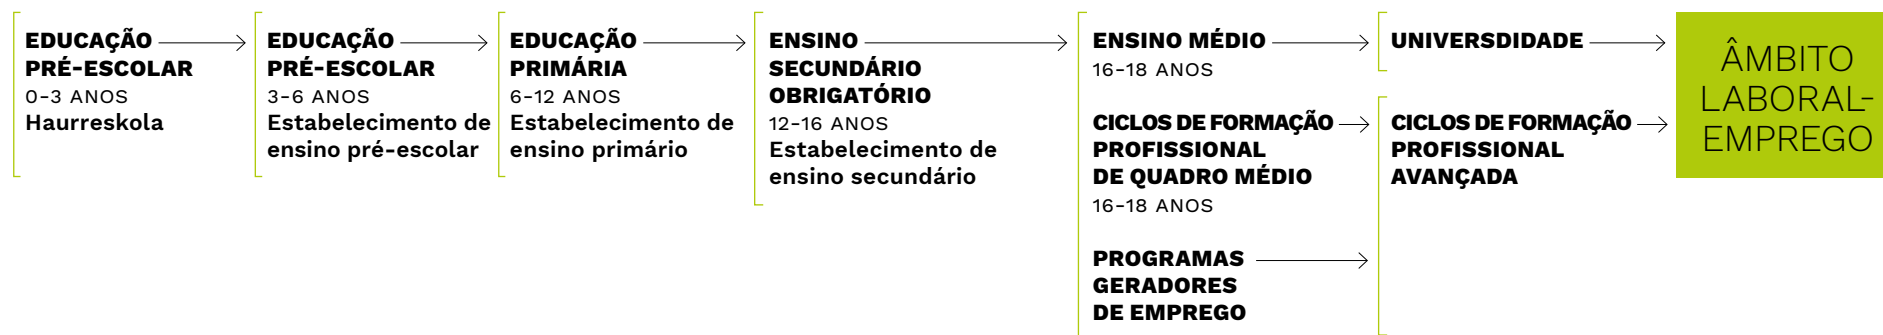 EDUCAÇÃO
PRÉ-ESCOLAR
0-3 ANOS
Haurreskola
EDUCAÇÃO
PRÉ-ESCOLAR
3-6 ANOS
Estabelecimento de
ensino pré-escolar
EDUCAÇÃO
PRIMÁRIA
6-12 ANOS
Estabelecimento de
ensino primário
ENSINO
SECUNDÁRIO
OBRIGATÓRIO
12-16 ANOS
Estabelecimento de
ensino secundário
ENSINO MÉDIO
16-18 ANOS
CICLOS DE FORMAÇÃO
PROFISSIONAL
DE QUADRO MÉDIO
16-18 ANOS
PROGRAMAS
GERADORES
DE EMPREGO
UNIVERSDIDADE
CICLOS DE FORMAÇÃO
PROFISSIONAL
AVANÇADA
ÂMBITO
LABORAL-
EMPREGO